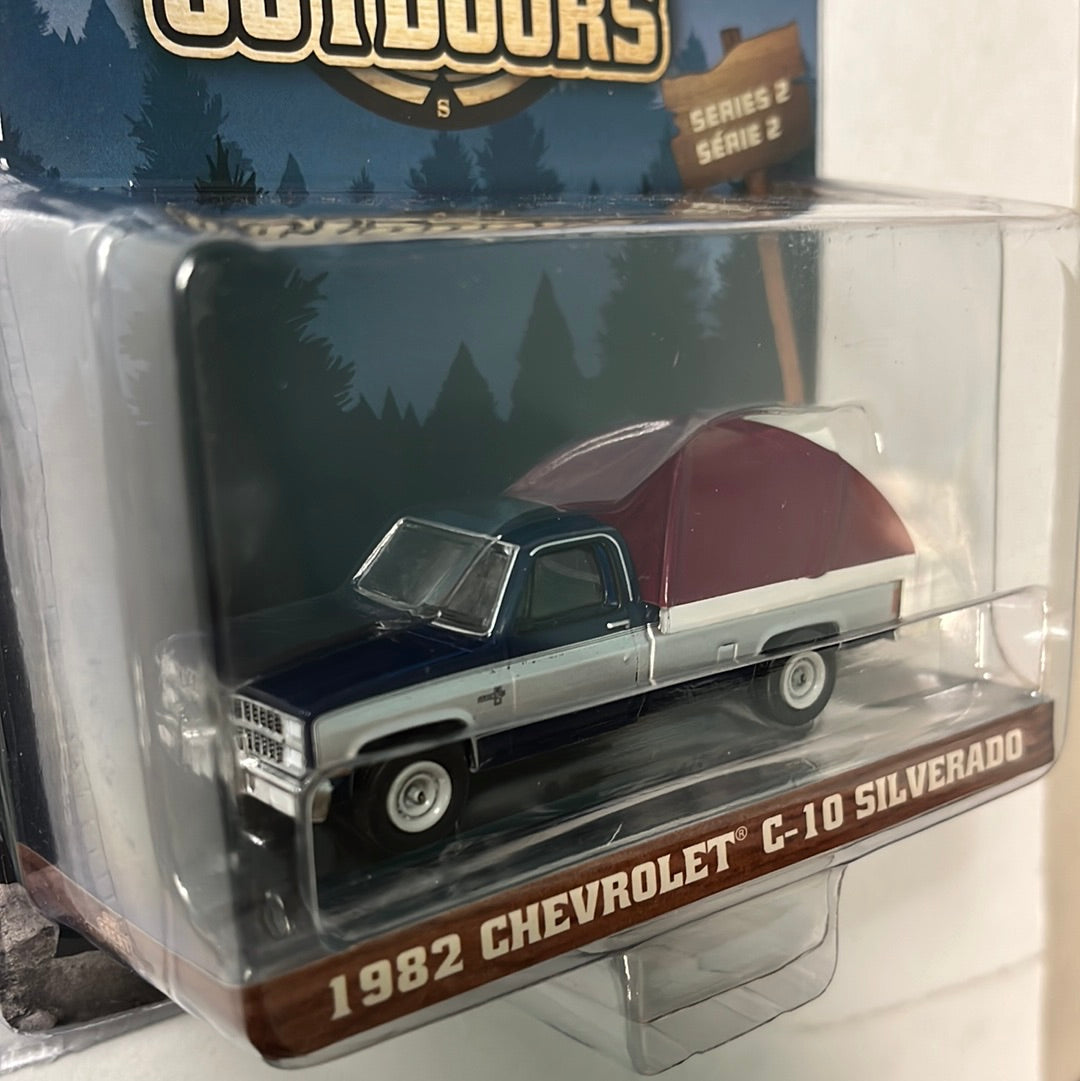 OUTDOORS
S
SERIES 2
SÉRIE 2
1982 CHEVROLET® C-10 SILVERADO